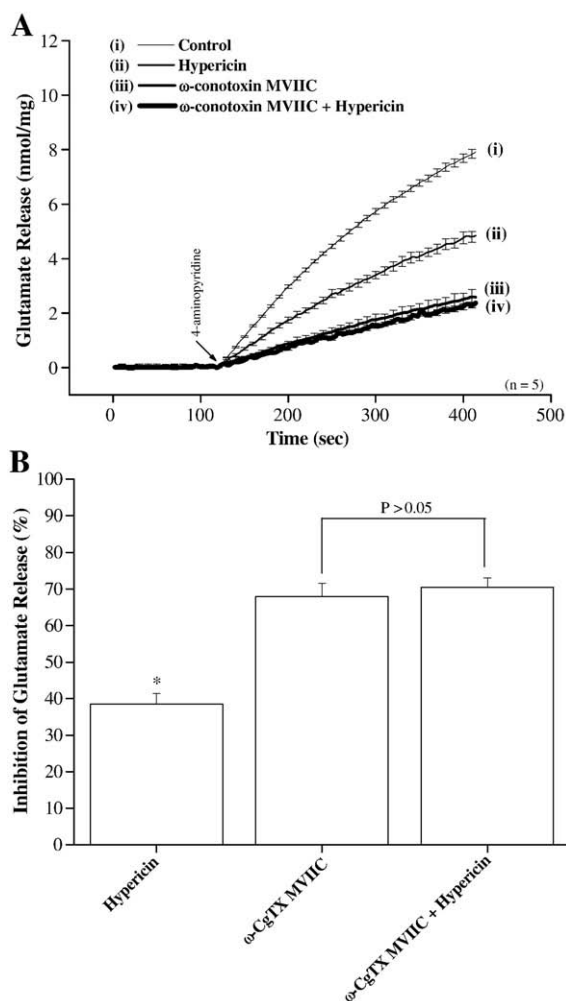 A
(i) Control
(ii) Hypericin
(iii) ω-conotoxin MVIIC
(iv) ω-conotoxin MVIIC + Hypericin
Glutamate Release (nmol/mg)
12
10
8
6
4
2
0
4-aminopyridine
(i)
(ii)
(iii)
(iv)
(n = 5)
0 100 200 300 400 500
Time (sec)
B
Inhibition of Glutamate Release (%)
100
90
80
70
60
50
40
30
20
10
0
P > 0.05
*
Hypericin
ω-CgTX MVIIC
ω-CgTX MVIIC + Hypericin